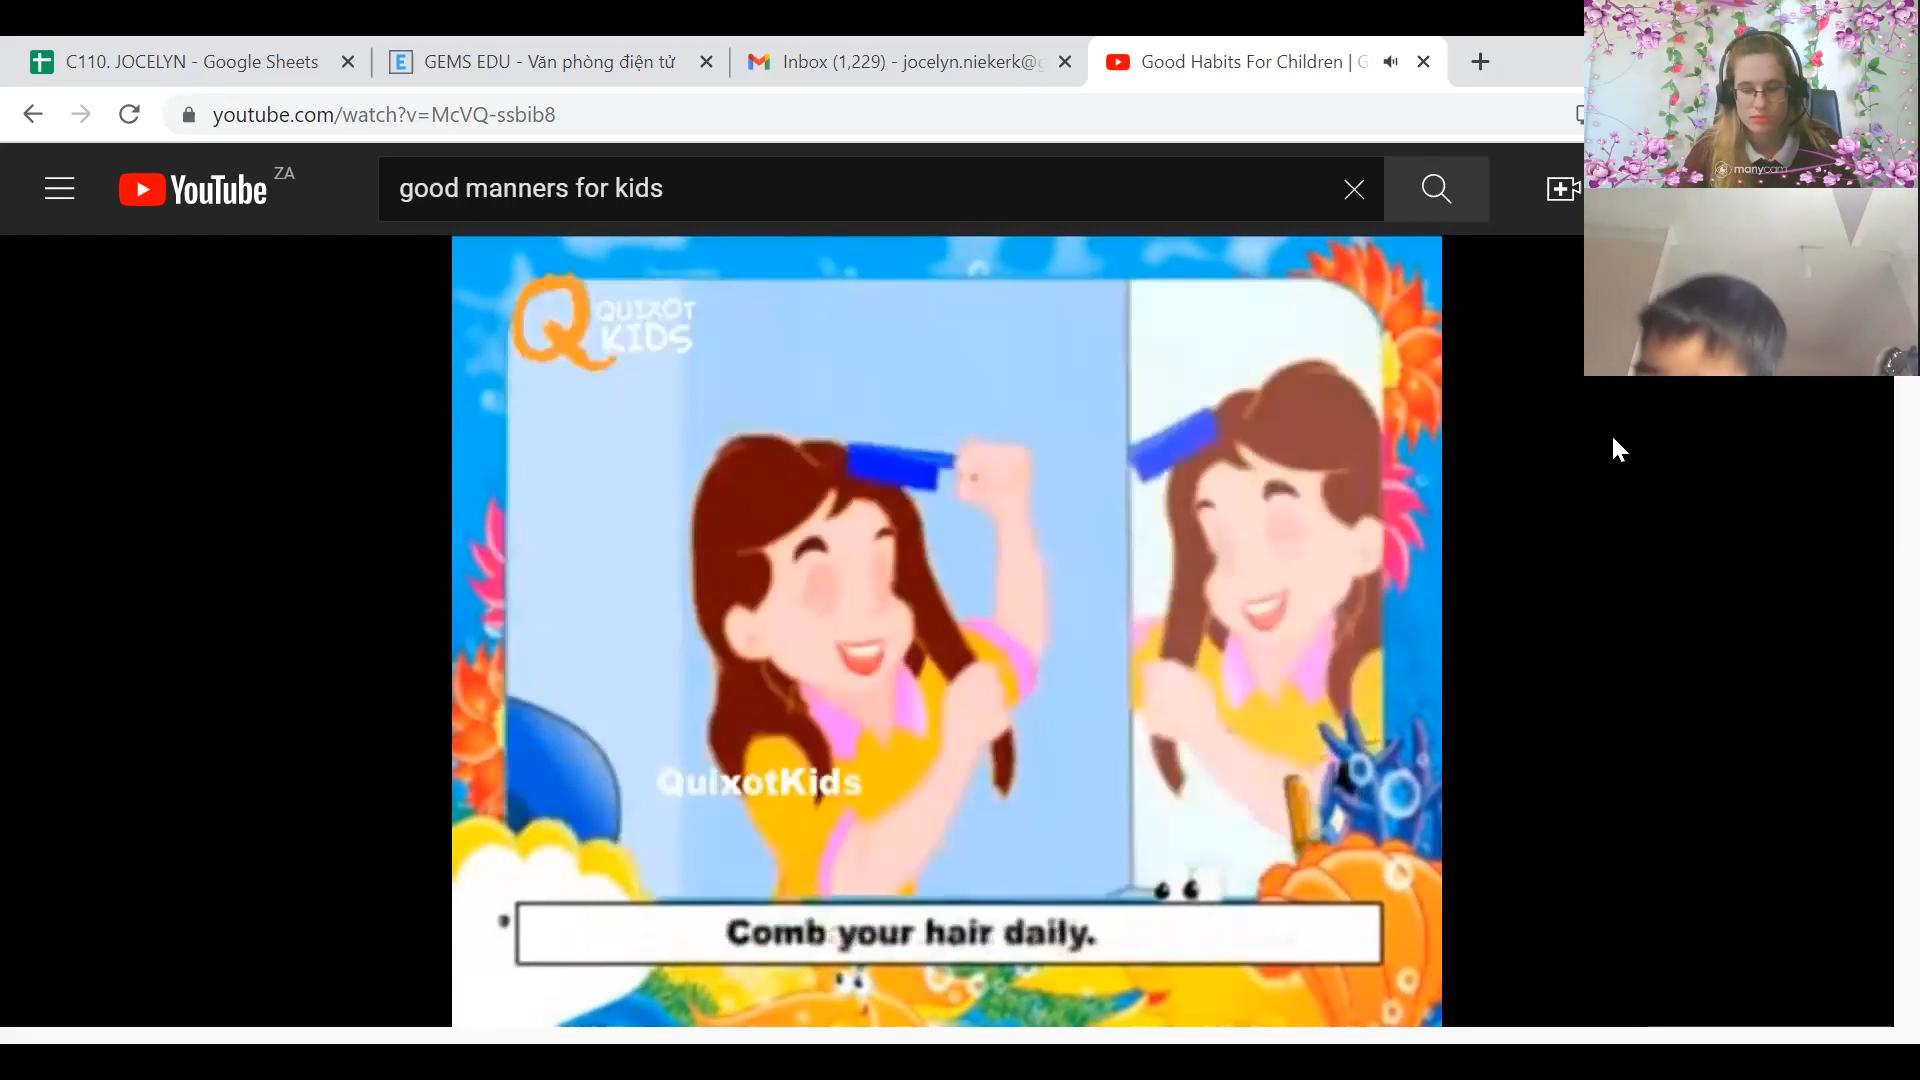 C110. JOCELYN - Google Sheets
GEMS EDU - Văn phòng điện tử
Inbox (1,229) - jocelyn.niekerk@g
Good Habits For Children | G
youtube.com/watch?v=McVQ-ssbib8
YouTube ZA
good manners for kids
manycam
QUIXOT
KIDS
QuixotKids
Comb your hair daily.